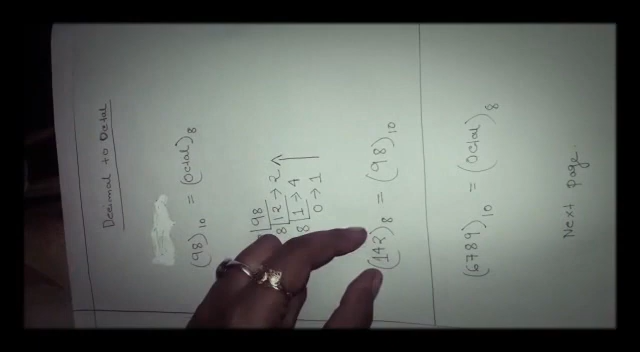 Decimal to Octal
(98)10 = (Octal)8
98
8 12 → 2
8 1 → 4
0 → 1
(142)8 = (98)10
(6789)10 = (Octal)8
Next Page.